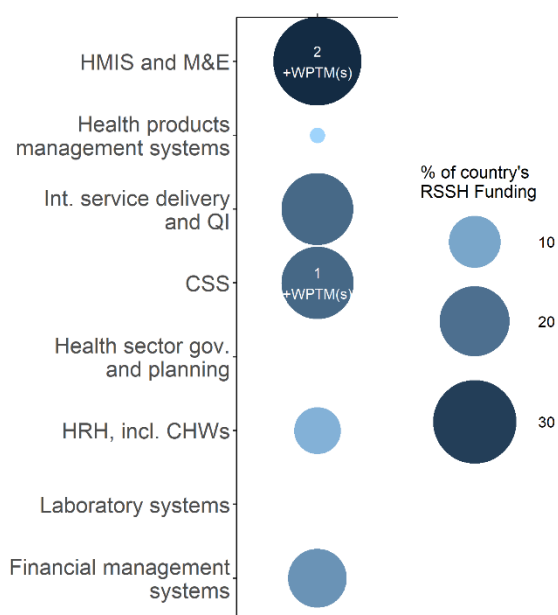 HMIS and M&E
2
+WPTM(s)
Health products
management systems
Int. service delivery
and QI
CSS
1
+WPTM(s)
Health sector gov.
and planning
HRH, incl. CHWs
Laboratory systems
Financial management
systems
% of country's
RSSH Funding
10
20
30